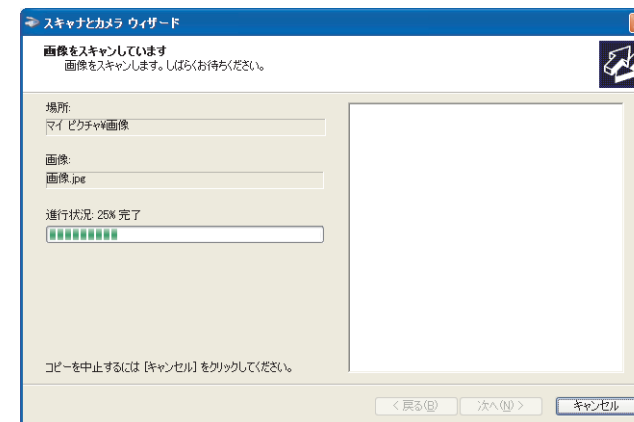 スキャナとカメラ ウィザード
画像をスキャンしています
画像をスキャンします。しばらくお待ちください。
場所:
マイ ピクチャ¥画像
画像:
画像.jpg
進行状況: 25% 完了
コピーを中止するには [キャンセル] をクリックしてください。
< 戻る(B) 次へ(N) > キャンセル